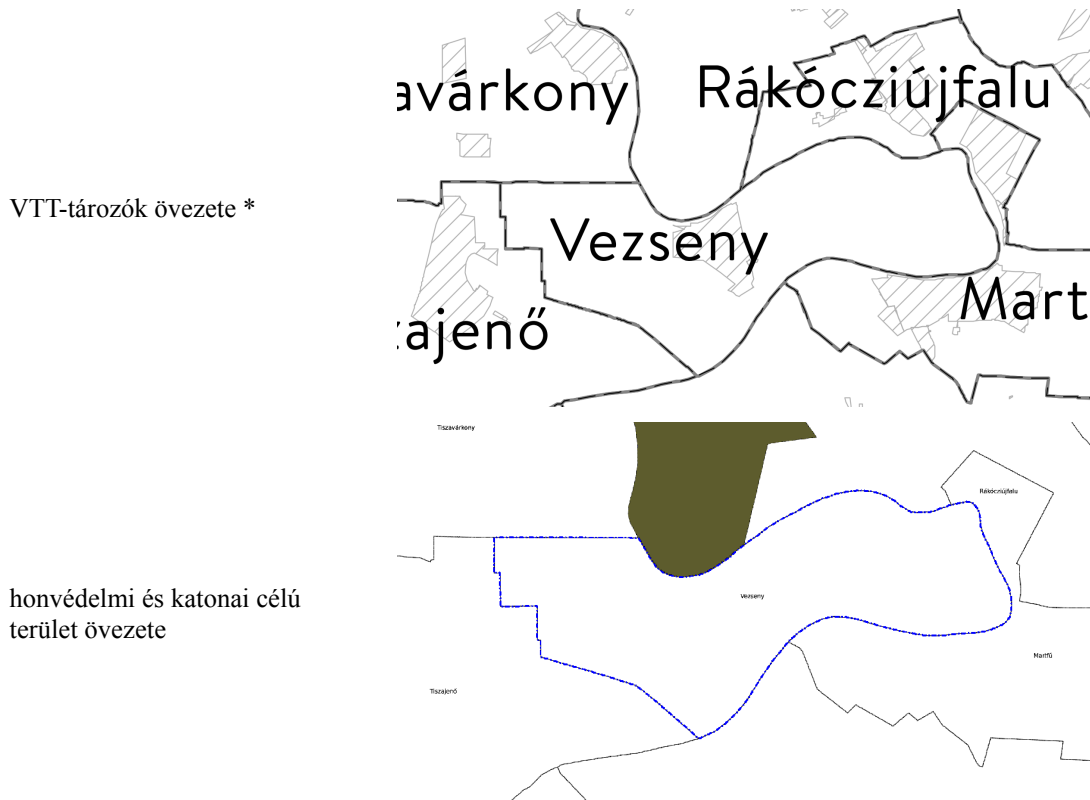 VTT-tározók övezete *
avárkony
Rákócziújfalu
Vezseny
zajenő
Mart
honvédelmi és katonai célú
terület övezete
Tiszavárkony
Rákócziújfalu
Vezseny
Martfű
Tiszajenő